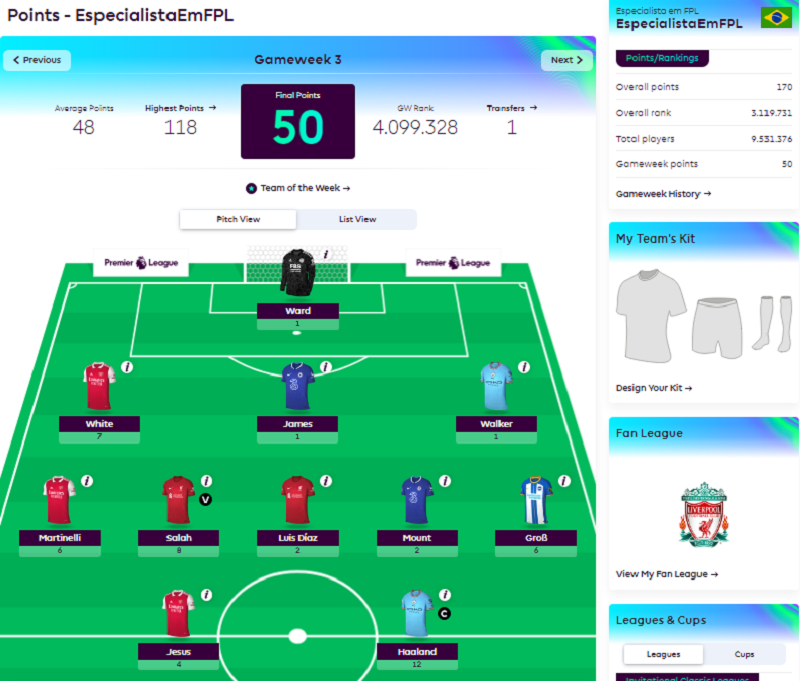 Points - EspecialistaEmFPL
Previous
Gameweek 3
Next
Average Points
48
Highest Points →
118
Final Points
50
GW Rank
4.099.328
Transfers →
1
Team of the Week →
Pitch View
List View
Premier League
Premier League
Ward
1
White
7
James
1
Walker
1
Martinelli
6
Salah
8
V
Luis Díaz
2
Mount
2
Groß
6
Jesus
4
Haaland
12
C
Especialista em FPL
EspecialistaEmFPL
Points/Rankings
Overall points 170
Overall rank 3.119.731
Total players 9.531.376
Gameweek points 50
Gameweek History →
My Team's Kit
Design Your Kit →
Fan League
LIVERPOOL
View My Fan League →
Leagues & Cups
Leagues
Cups
Invitational Classic Leagues